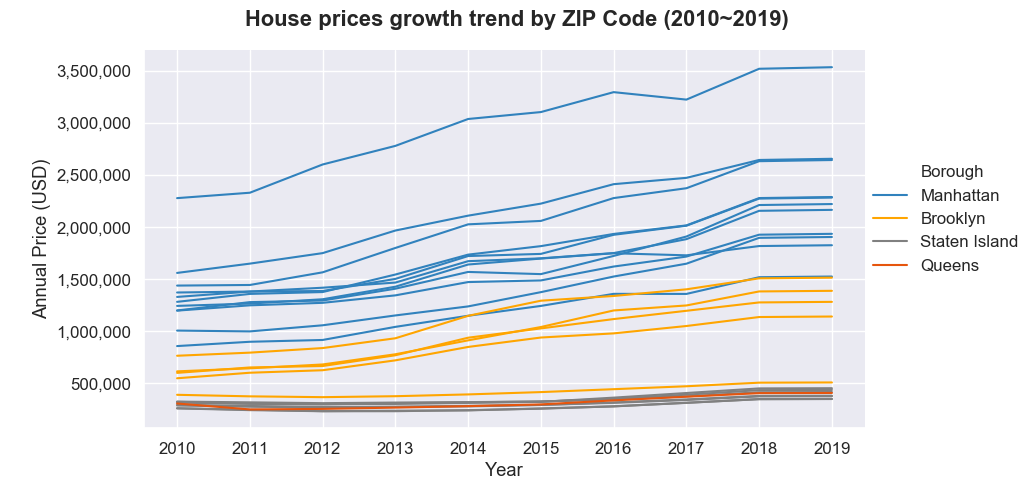 House prices growth trend by ZIP Code (2010~2019)
3,500,000
3,000,000
2,500,000
2,000,000
1,500,000
1,000,000
500,000
Annual Price (USD)
2010 2011 2012 2013 2014 2015 2016 2017 2018 2019
Year
Borough
Manhattan
Brooklyn
Staten Island
Queens